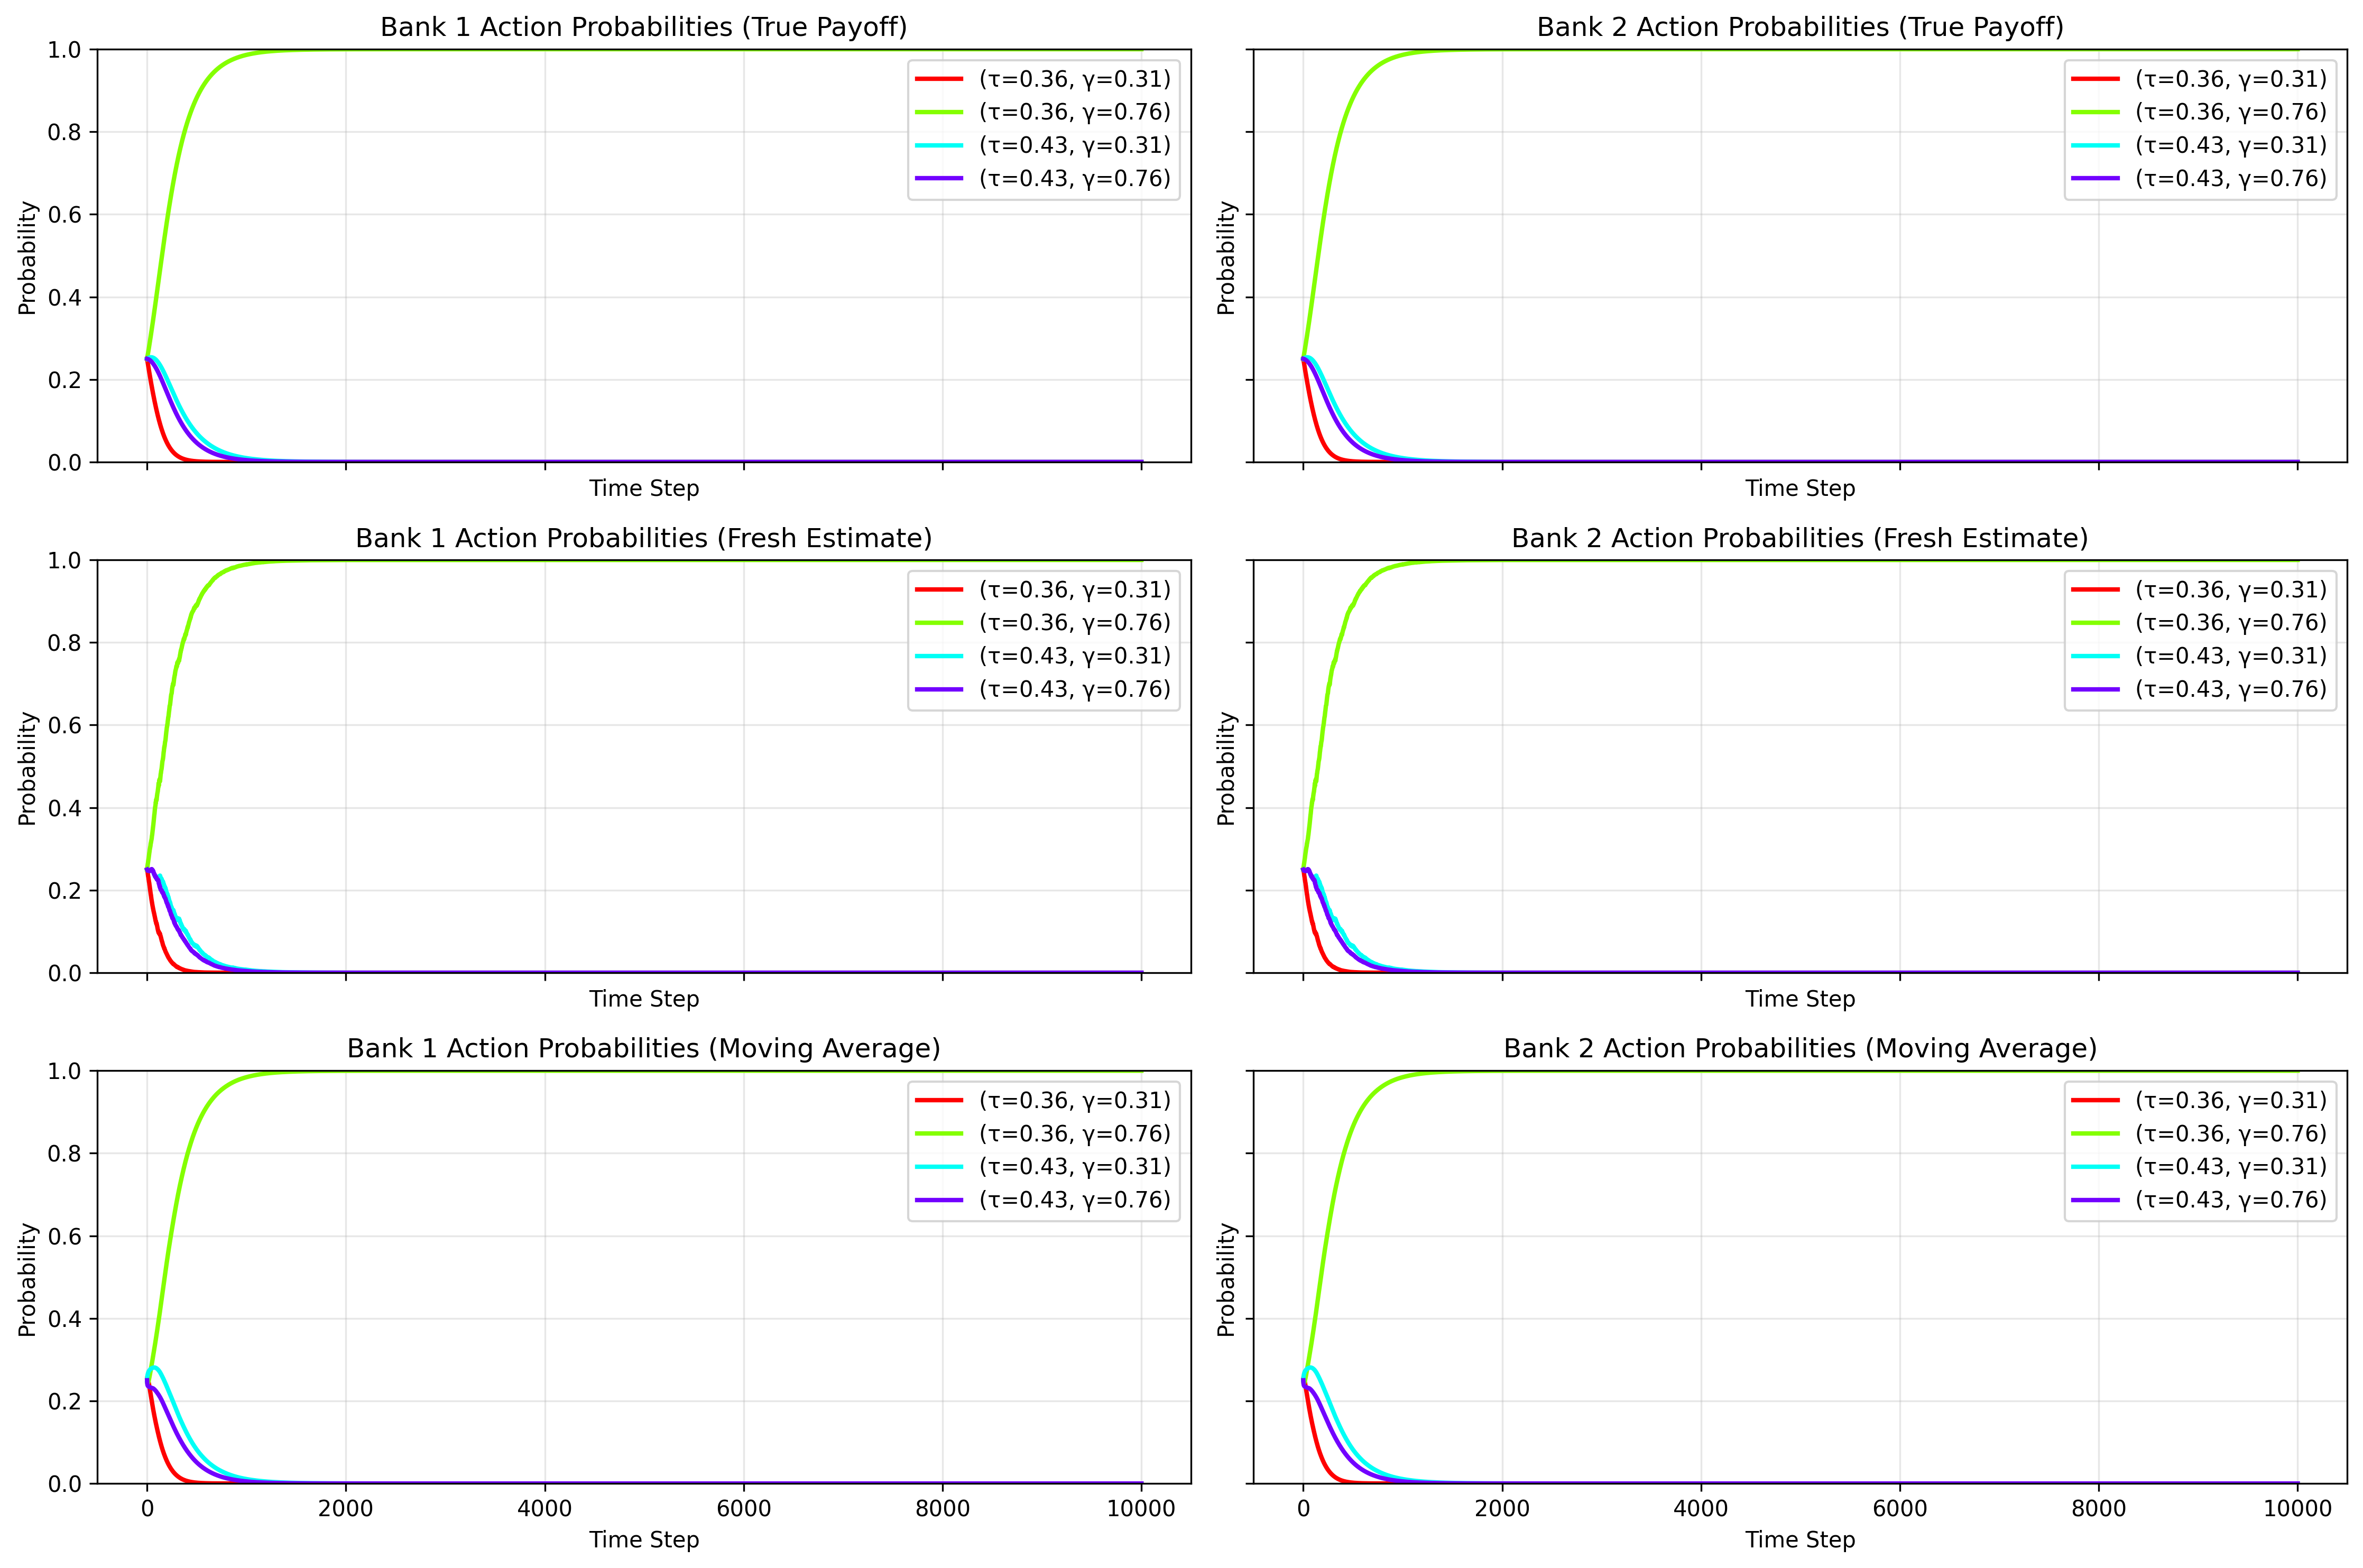 Bank 1 Action Probabilities (True Payoff)
Probability
1.0
0.8
0.6
0.4
0.2
0.0
(τ=0.36, γ=0.31)
(τ=0.36, γ=0.76)
(τ=0.43, γ=0.31)
(τ=0.43, γ=0.76)
Time Step
Bank 2 Action Probabilities (True Payoff)
Probability
(τ=0.36, γ=0.31)
(τ=0.36, γ=0.76)
(τ=0.43, γ=0.31)
(τ=0.43, γ=0.76)
Time Step
Bank 1 Action Probabilities (Fresh Estimate)
Probability
1.0
0.8
0.6
0.4
0.2
0.0
(τ=0.36, γ=0.31)
(τ=0.36, γ=0.76)
(τ=0.43, γ=0.31)
(τ=0.43, γ=0.76)
Time Step
Bank 2 Action Probabilities (Fresh Estimate)
Probability
(τ=0.36, γ=0.31)
(τ=0.36, γ=0.76)
(τ=0.43, γ=0.31)
(τ=0.43, γ=0.76)
Time Step
Bank 1 Action Probabilities (Moving Average)
Probability
1.0
0.8
0.6
0.4
0.2
0.0
(τ=0.36, γ=0.31)
(τ=0.36, γ=0.76)
(τ=0.43, γ=0.31)
(τ=0.43, γ=0.76)
0 2000 4000 6000 8000 10000
Time Step
Bank 2 Action Probabilities (Moving Average)
Probability
(τ=0.36, γ=0.31)
(τ=0.36, γ=0.76)
(τ=0.43, γ=0.31)
(τ=0.43, γ=0.76)
0 2000 4000 6000 8000 10000
Time Step